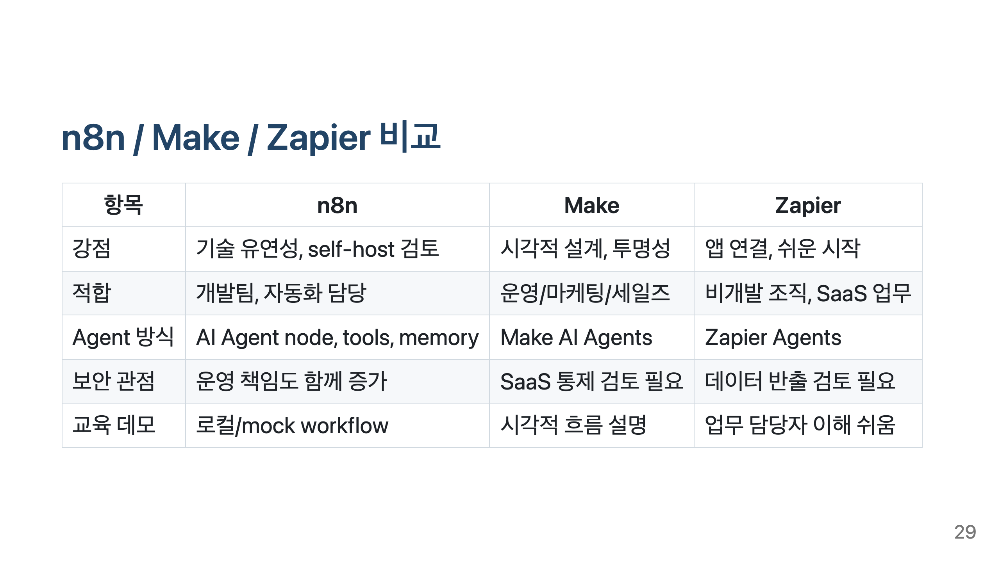 n8n / Make / Zapier 비교
항목 n8n Make Zapier
강점 기술 유연성, self-host 검토 시각적 설계, 투명성 앱 연결, 쉬운 시작
적합 개발팀, 자동화 담당 운영/마케팅/세일즈 비개발 조직, SaaS 업무
Agent 방식 AI Agent node, tools, memory Make AI Agents Zapier Agents
보안 관점 운영 책임도 함께 증가 SaaS 통제 검토 필요 데이터 반출 검토 필요
교육 데모 로컬/mock workflow 시각적 흐름 설명 업무 담당자 이해 쉬움
29